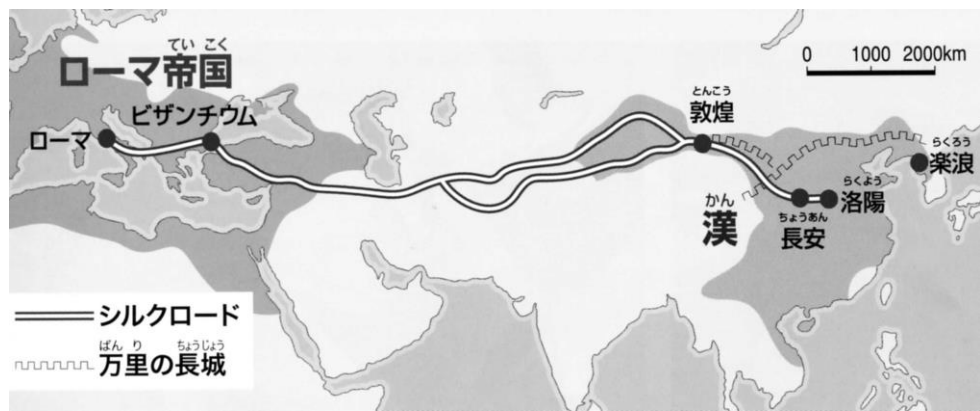 ていこく
ローマ帝国
ビザンチウム
ローマ
0 1000 2000km
とんこう
敦煌
らくろう
楽浪
らくよう
洛陽
ちょうあん
長安
かん
漢
シルクロード
ばんり ちょうじょう
万里の長城